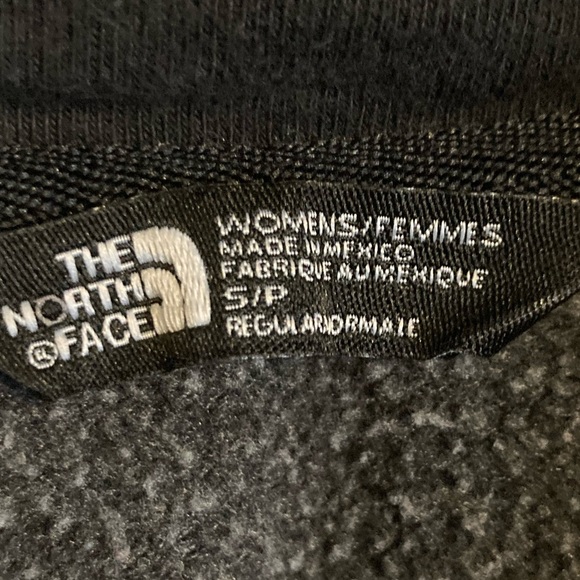 THE
NORTH
FACE
®
WOMENS/FEMMES
MADE IN MEXICO
FABRIQUE AU MEXIQUE
S/P
REGULAR/NORMALE